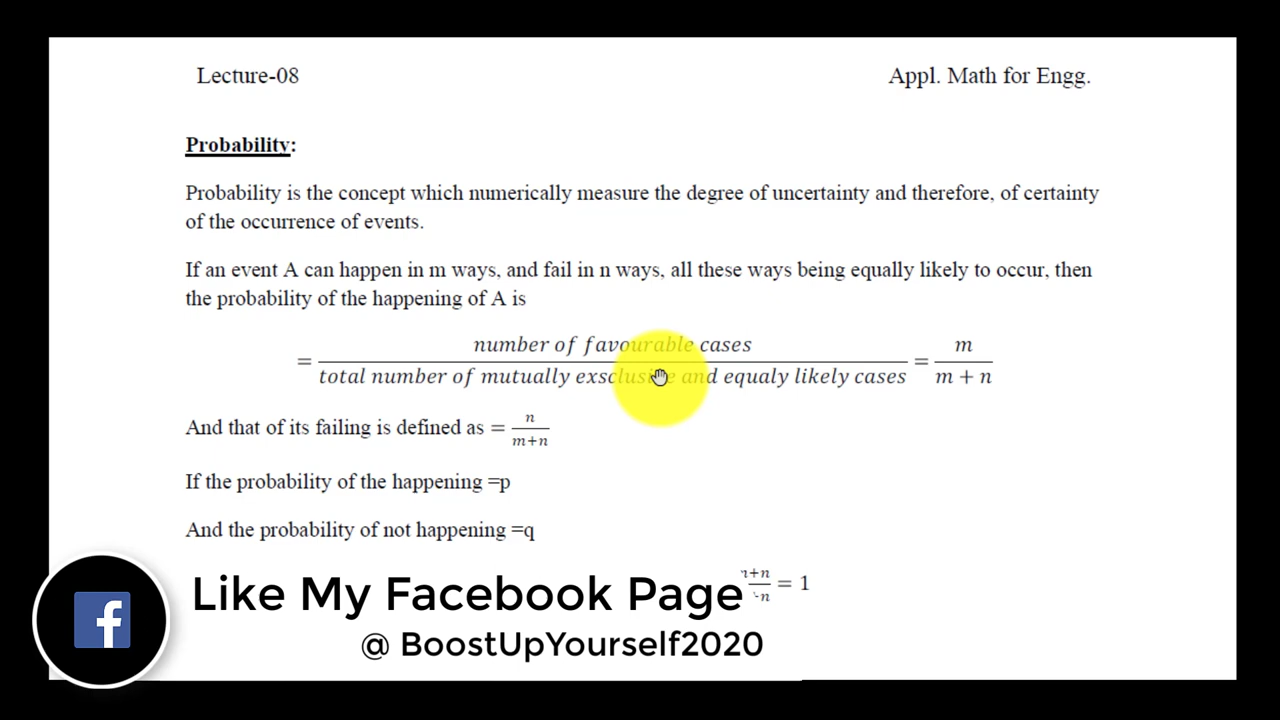 Lecture-08 Appl. Math for Engg.
Probability:
Probability is the concept which numerically measure the degree of uncertainty and therefore, of certainty
of the occurrence of events.
If an event A can happen in m ways, and fail in n ways, all these ways being equally likely to occur, then
the probability of the happening of A is
= number of favourable cases / total number of mutually exsclusive and equaly likely cases = m / m + n
And that of its failing is defined as = n / m+n
If the probability of the happening =p
And the probability of not happening =q
= 1
Like My Facebook Page
@ BoostUpYourself2020